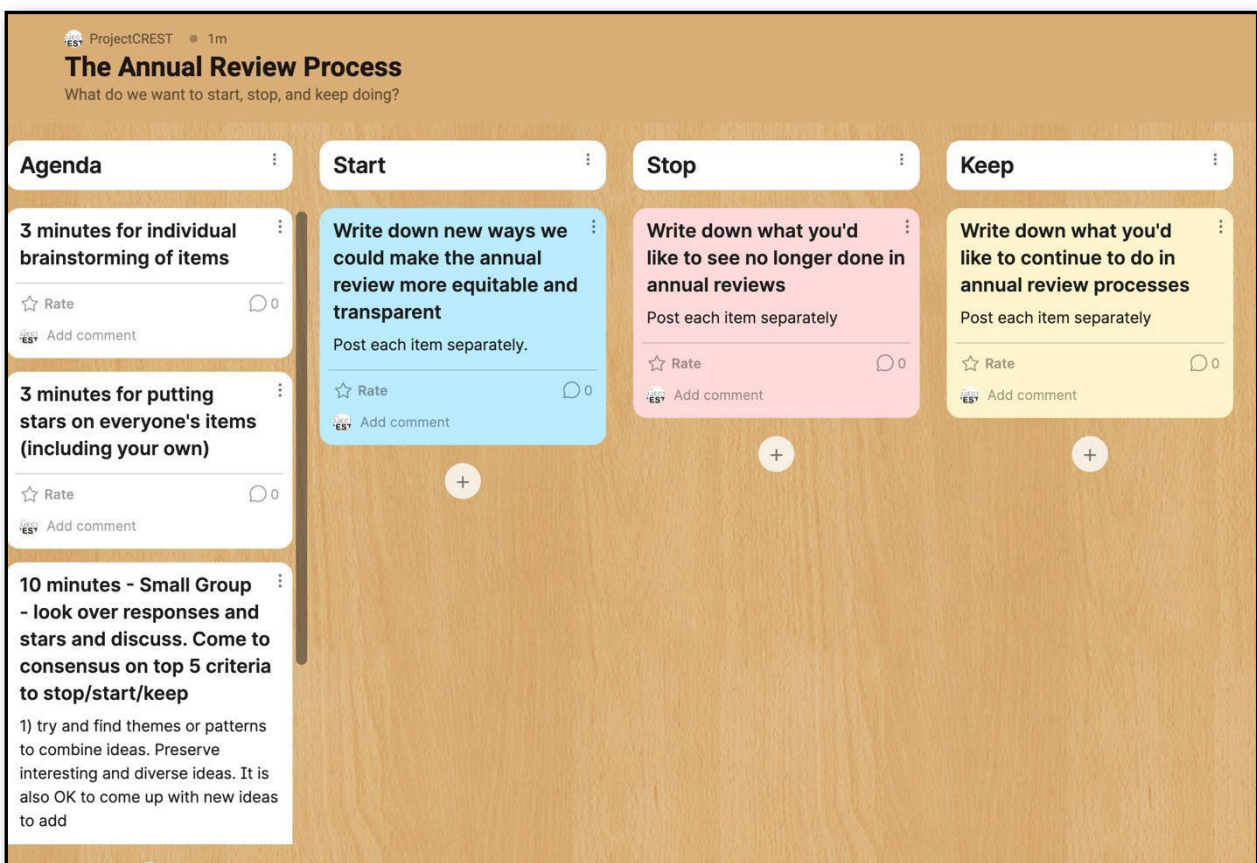 ProjectCREST 1m
The Annual Review Process
What do we want to start, stop, and keep doing?
Agenda
3 minutes for individual
brainstorming of items
Rate
0
Add comment
3 minutes for putting
stars on everyone's items
(including your own)
Rate
0
Add comment
10 minutes - Small Group
- look over responses and
stars and discuss. Come to
consensus on top 5 criteria
to stop/start/keep
1) try and find themes or patterns
to combine ideas. Preserve
interesting and diverse ideas. It is
also OK to come up with new ideas
to add
Start
Write down new ways we
could make the annual
review more equitable and
transparent
Post each item separately.
Rate
0
Add comment
Stop
Write down what you'd
like to see no longer done in
annual reviews
Post each item separately
Rate
0
Add comment
Keep
Write down what you'd
like to continue to do in
annual review processes
Post each item separately
Rate
0
Add comment